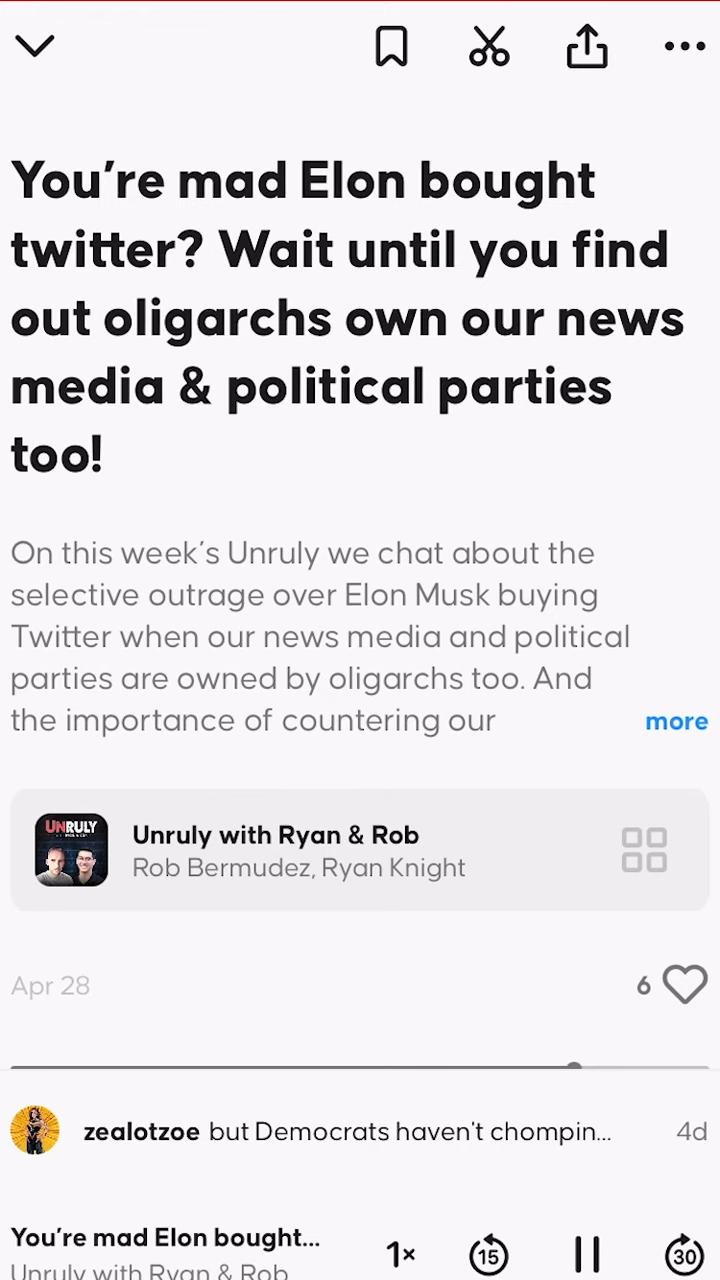 You’re mad Elon bought
twitter? Wait until you find
out oligarchs own our news
media & political parties
too!
On this week’s Unruly we chat about the
selective outrage over Elon Musk buying
Twitter when our news media and political
parties are owned by oligarchs too. And
the importance of countering our
more
UNRULY
Unruly with Ryan & Rob
Rob Bermudez, Ryan Knight
Apr 28
6
zealotzoe but Democrats haven't chompin...
4d
You’re mad Elon bought...
Unruly with Ryan & Rob
1×
15
30